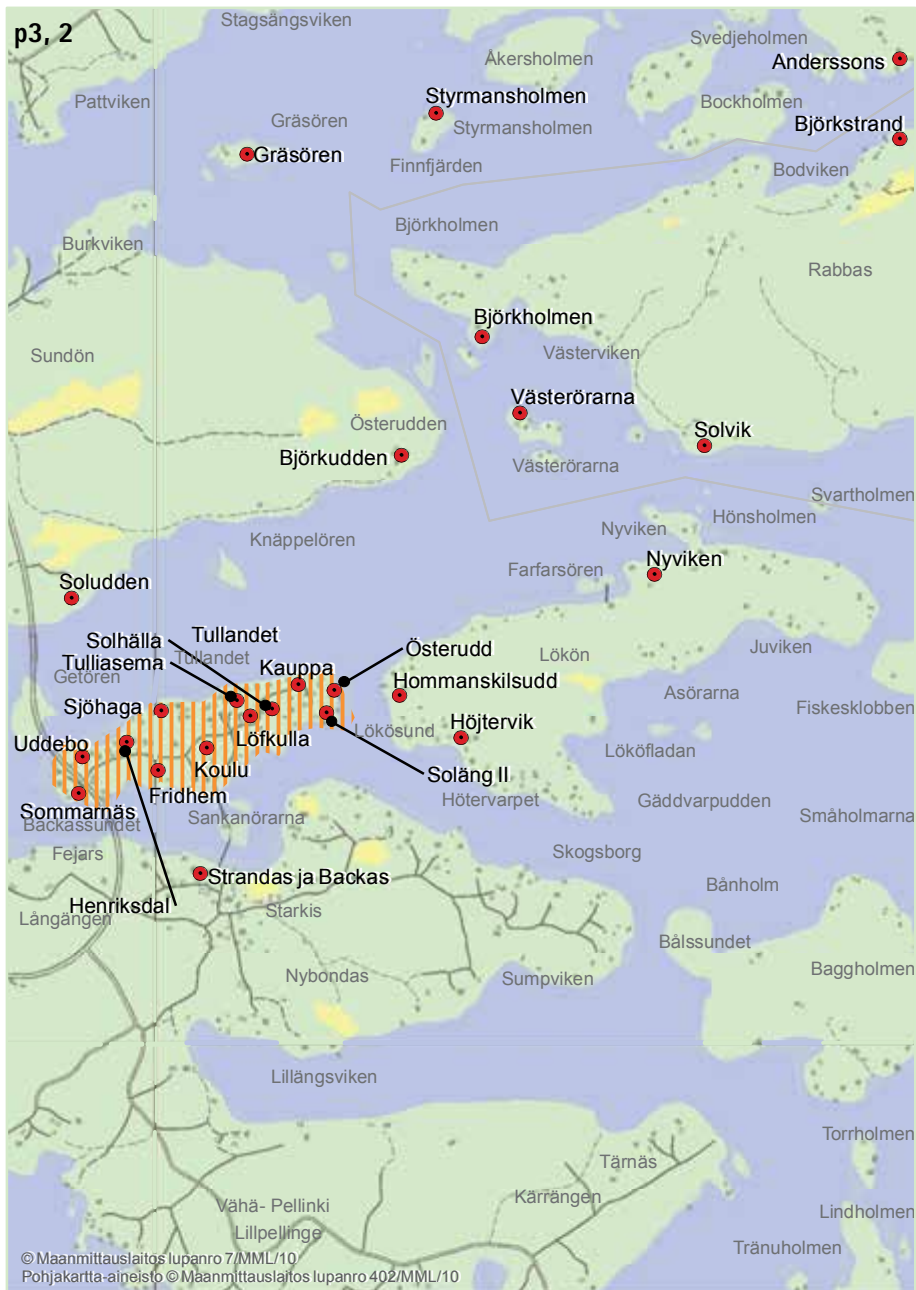 p3, 2
Stagsängsviken
Svedjeholmen
Åkersholmen
Anderssons
Pattviken
Styrmansholmen
Bockholmen
Gräsören
Styrmansholmen
Björkstrand
Gräsören
Finnfjärden
Bodviken
Björkholmen
Burkviken
Rabbas
Björkholmen
Sundön
Västerviken
Västerörarna
Österudden
Solvik
Björkudden
Västerörarna
Svartholmen
Hönsholmen
Nyviken
Knäppelören
Nyviken
Farfarsören
Soludden
Solhälla
Tullandet
Tulliasema
Tullandet
Österudd
Juviken
Kauppa
Lökön
Getören
Hommanskilsudd
Asörarna
Sjöhaga
Fiskesklobben
Höjtervik
Löfkulla
Lökösund
Uddebo
Lököfladan
Koulu
Soläng II
Fridhem
Hötervarpet
Gäddvarpudden
Sommarnäs
Sankanörarna
Småholmarna
Backassundet
Fejars
Skogsborg
Strandas ja Backas
Bånholm
Henriksdal
Starkis
Långängen
Bålssundet
Nybondas
Sumpviken
Baggholmen
Lillängsviken
Torrholmen
Tärnäs
Kärrängen
Vähä- Pellinki
Lindholmen
Lillpellinge
Tränuholmen
© Maanmittauslaitos lupanro 7/MML/10
Pohjakartta-aineisto © Maanmittauslaitos lupanro 402/MML/10